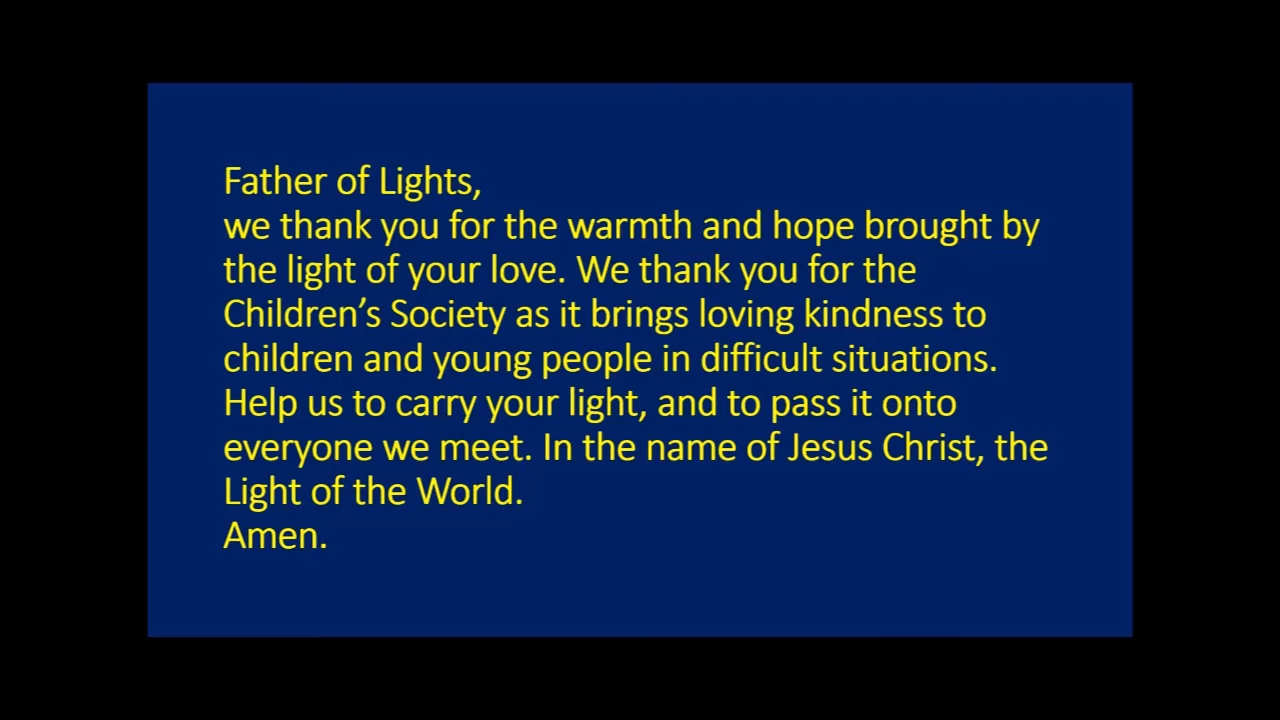 Father of Lights,
we thank you for the warmth and hope brought by
the light of your love. We thank you for the
Children’s Society as it brings loving kindness to
children and young people in difficult situations.
Help us to carry your light, and to pass it onto
everyone we meet. In the name of Jesus Christ, the
Light of the World.
Amen.